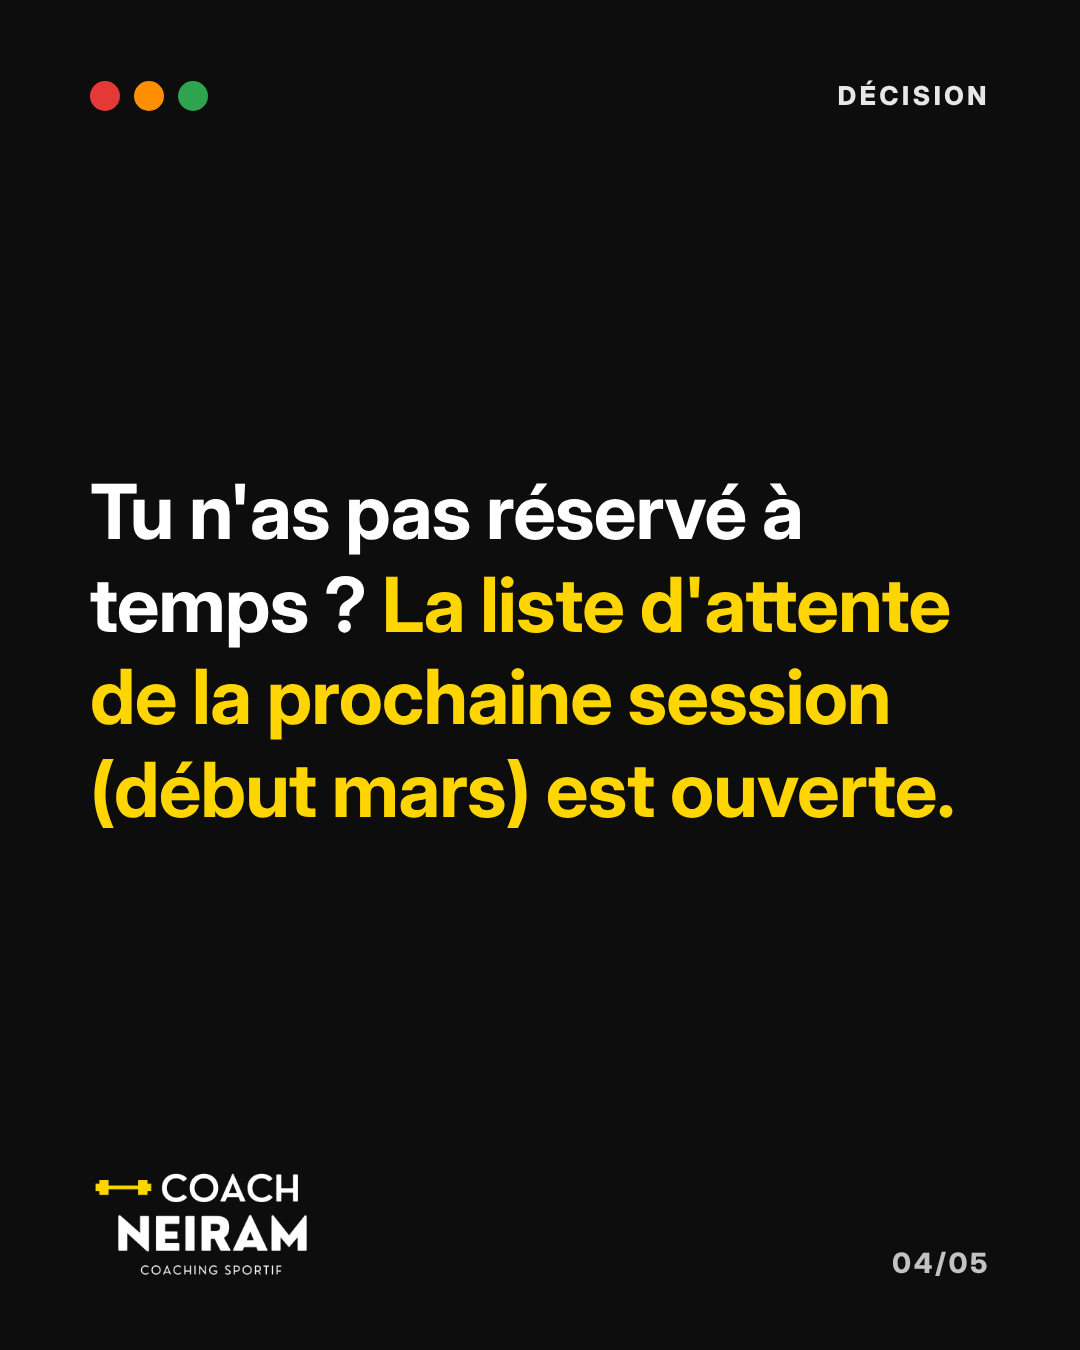 DÉCISION
Tu n'as pas réservé à
temps ? La liste d'attente
de la prochaine session
(début mars) est ouverte.
COACH
NEIRAM
COACHING SPORTIF
04/05